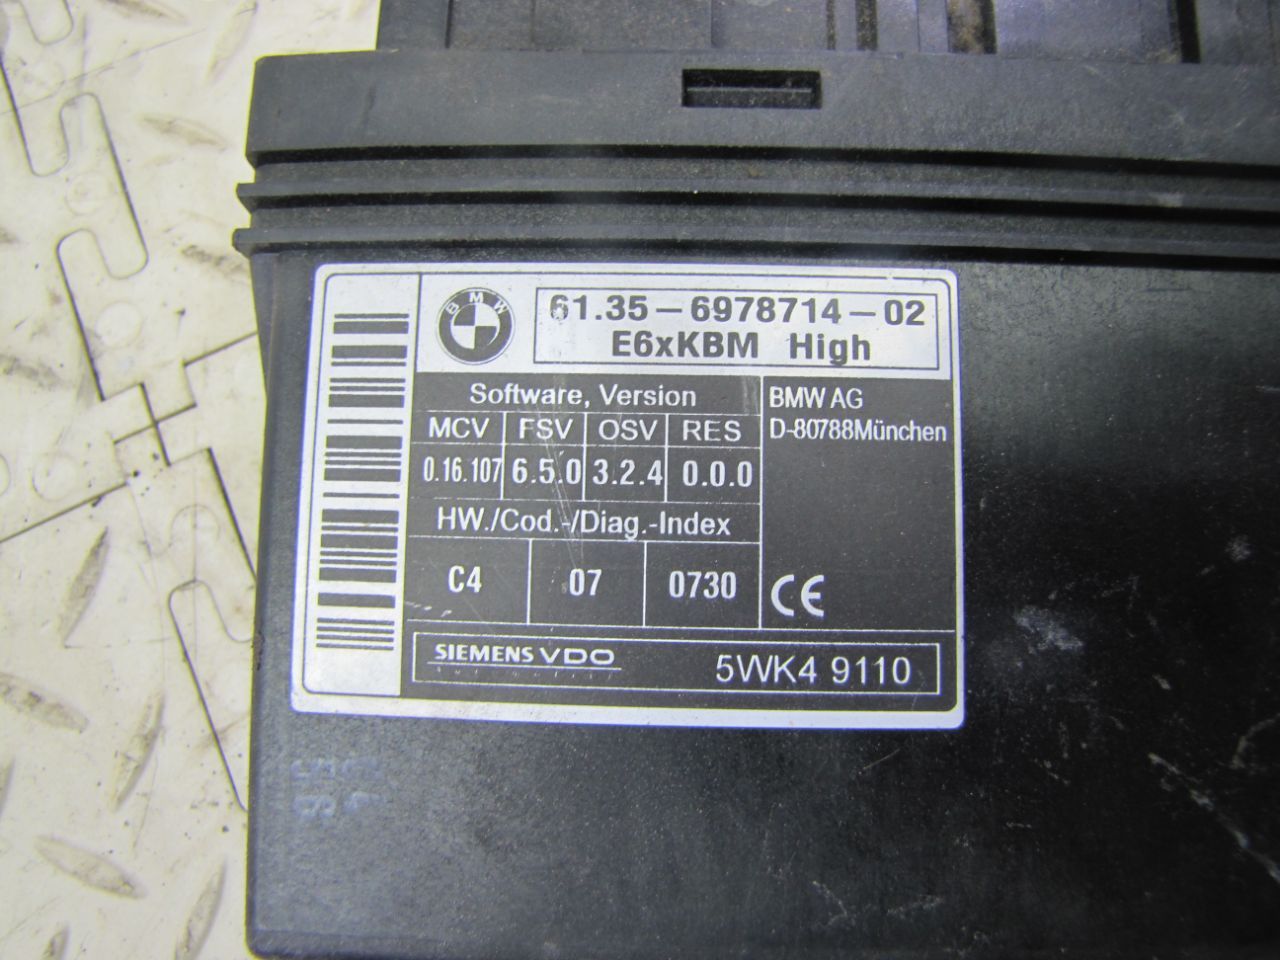 BMW
61.35-6978714-02
E6xKBM High
Software, Version
MCV FSV OSV RES
0.16.107 6.5.0 3.2.4 0.0.0
HW./Cod.-/Diag.-Index
C4 07 0730
BMW AG
D-80788München
CE
SIEMENS VDO
5WK4 9110